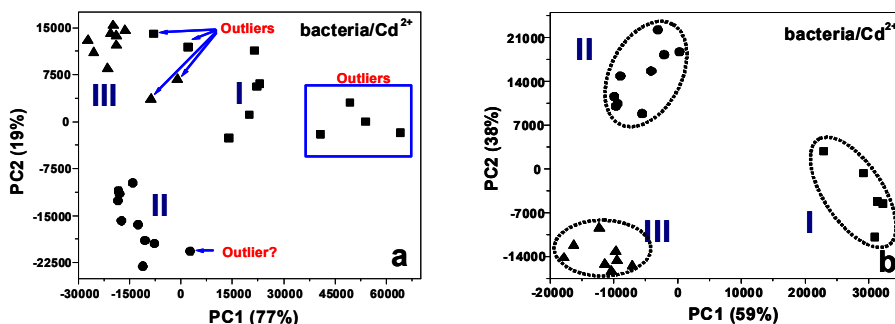 bacteria/Cd²⁺
Outliers
III
I
Outliers
II
Outlier?
a
PC2 (19%)
15000
7500
0
-7500
-15000
-22500
-30000 -15000 0 15000 30000 45000 60000
PC1 (77%)
bacteria/Cd²⁺
II
III
I
b
PC2 (38%)
21000
14000
7000
0
-7000
-14000
-20000 -10000 0 10000 20000 30000
PC1 (59%)